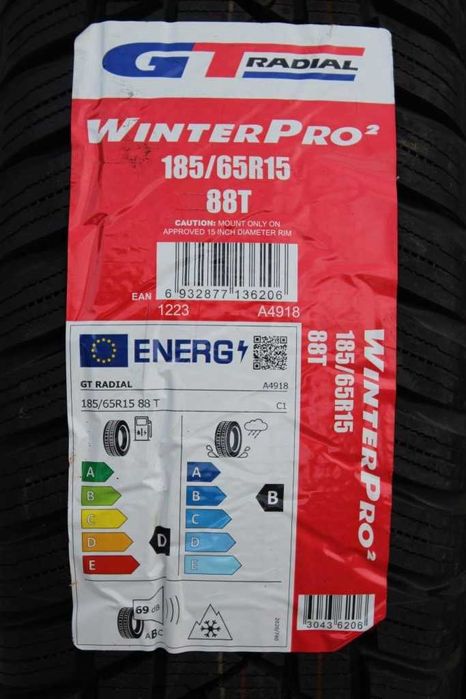 GT RADIAL
WINTERPRO²
185/65R15
88T
CAUTION: MOUNT ONLY ON
APPROVED 15 INCH DIAMETER RIM
EAN 6 932877 136206
1223 A4918
ENERG
GT RADIAL A4918
185/65R15 88 T C1
A A
B B B
C C
D D D
E E
69 dB
ABC
2020/740
WINTERPRO²
185/65R15
88T
3043 6206